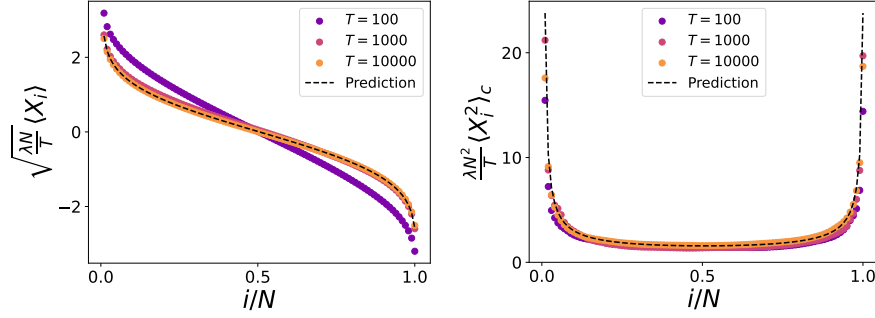 T = 100
T = 1000
T = 10000
Prediction
2
0
−2
√(λN/T) ⟨X_i⟩
0.0
0.5
1.0
i/N
T = 100
T = 1000
T = 10000
Prediction
20
10
0
λN²/T ⟨X_i²⟩_c
0.0
0.5
1.0
i/N